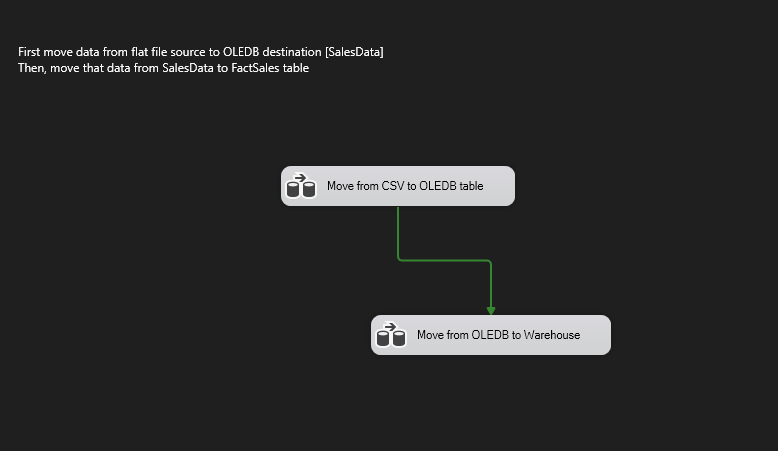 First move data from flat file source to OLEDB destination [SalesData]
Then, move that data from SalesData to FactSales table
Move from CSV to OLEDB table
Move from OLEDB to Warehouse